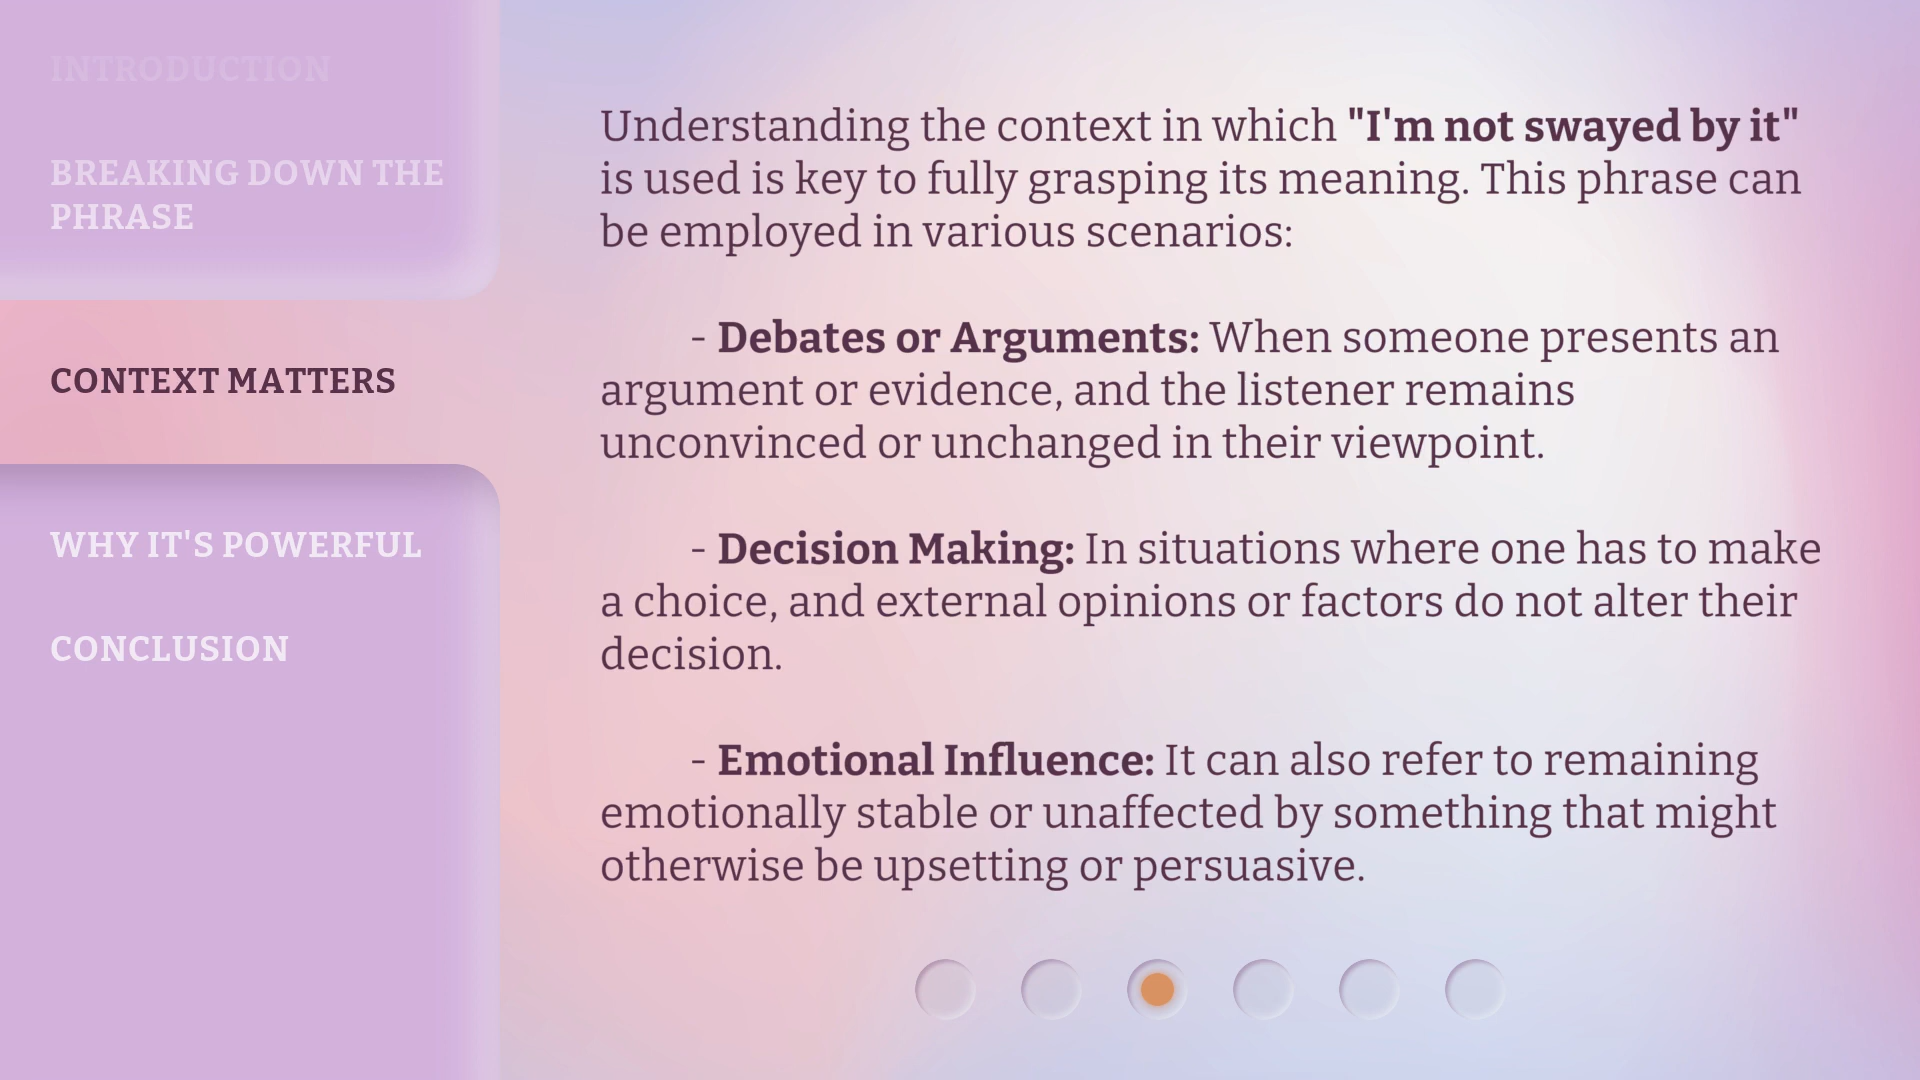 INTRODUCTION
BREAKING DOWN THE
PHRASE
CONTEXT MATTERS
WHY IT'S POWERFUL
CONCLUSION
Understanding the context in which "I'm not swayed by it"
is used is key to fully grasping its meaning. This phrase can
be employed in various scenarios:
- Debates or Arguments: When someone presents an
argument or evidence, and the listener remains
unconvinced or unchanged in their viewpoint.
- Decision Making: In situations where one has to make
a choice, and external opinions or factors do not alter their
decision.
- Emotional Influence: It can also refer to remaining
emotionally stable or unaffected by something that might
otherwise be upsetting or persuasive.